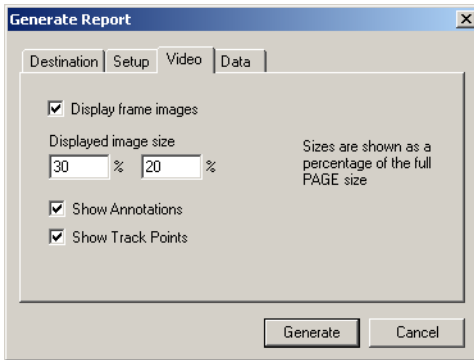 Generate Report
Destination Setup Video Data
Display frame images
Displayed image size
30 % 20 %
Sizes are shown as a
percentage of the full
PAGE size
Show Annotations
Show Track Points
Generate Cancel